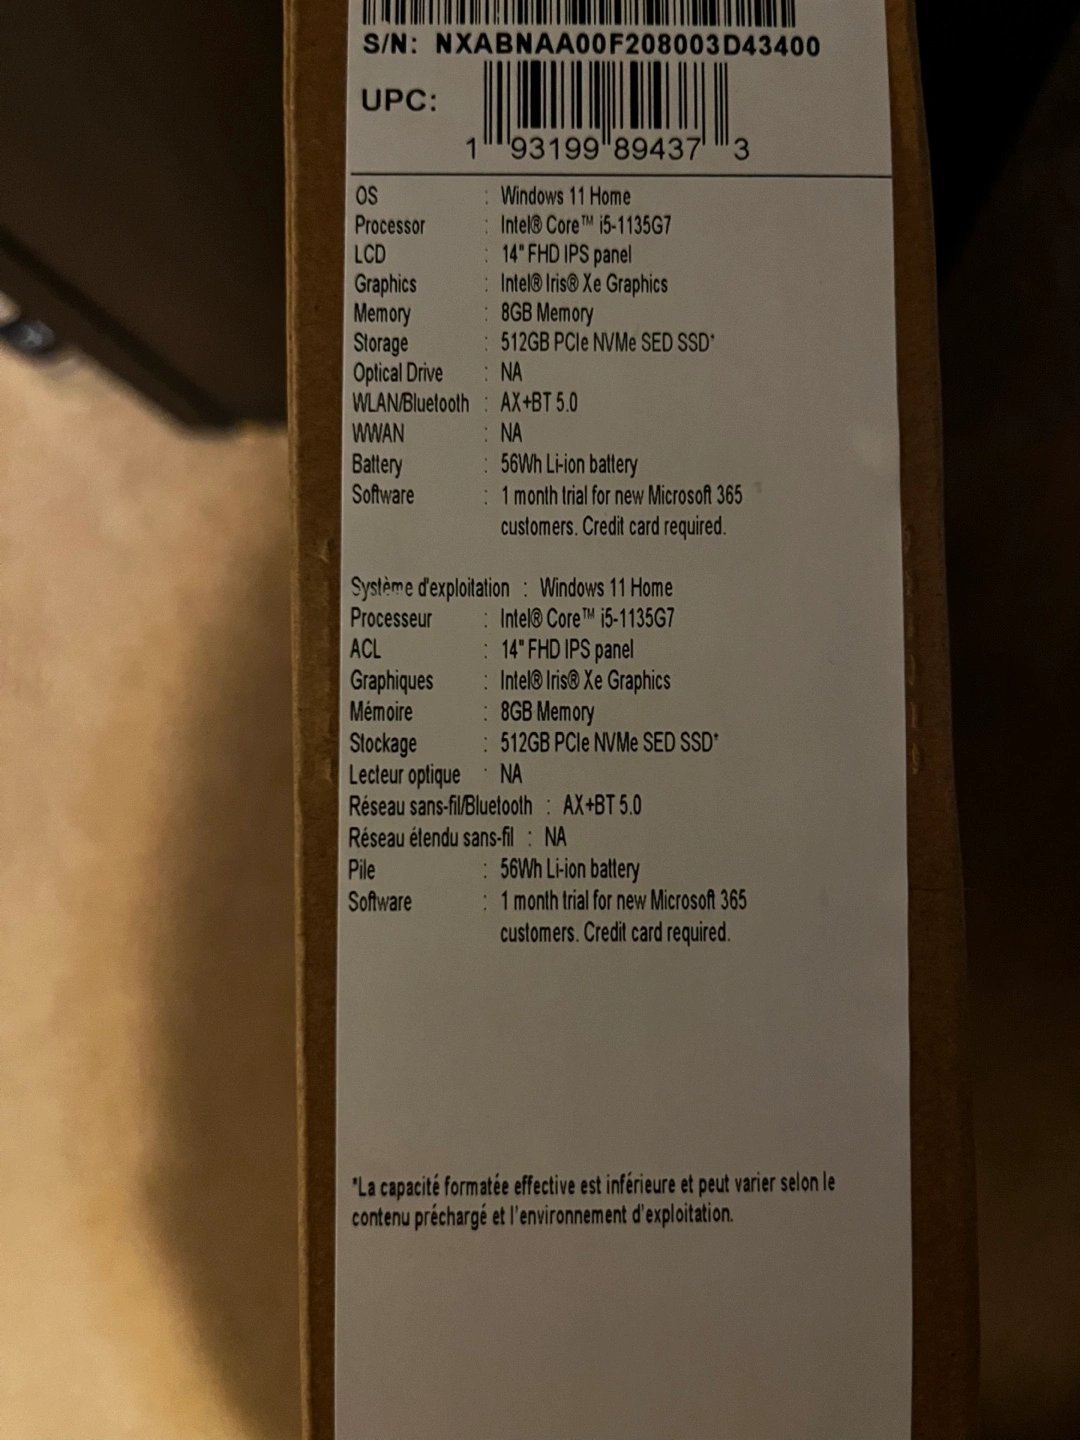 S/N: NXABNAA00F208003D43400
UPC:
1 93199 89437 3
OS : Windows 11 Home
Processor : Intel® Core™ i5-1135G7
LCD : 14" FHD IPS panel
Graphics : Intel® Iris® Xe Graphics
Memory : 8GB Memory
Storage : 512GB PCIe NVMe SED SSD*
Optical Drive : NA
WLAN/Bluetooth : AX+BT 5.0
WWAN : NA
Battery : 56Wh Li-ion battery
Software : 1 month trial for new Microsoft 365
customers. Credit card required.
Système d'exploitation : Windows 11 Home
Processeur : Intel® Core™ i5-1135G7
ACL : 14" FHD IPS panel
Graphiques : Intel® Iris® Xe Graphics
Mémoire : 8GB Memory
Stockage : 512GB PCIe NVMe SED SSD*
Lecteur optique : NA
Réseau sans-fil/Bluetooth : AX+BT 5.0
Réseau étendu sans-fil : NA
Pile : 56Wh Li-ion battery
Software : 1 month trial for new Microsoft 365
customers. Credit card required.
*La capacité formatée effective est inférieure et peut varier selon le
contenu préchargé et l'environnement d'exploitation.